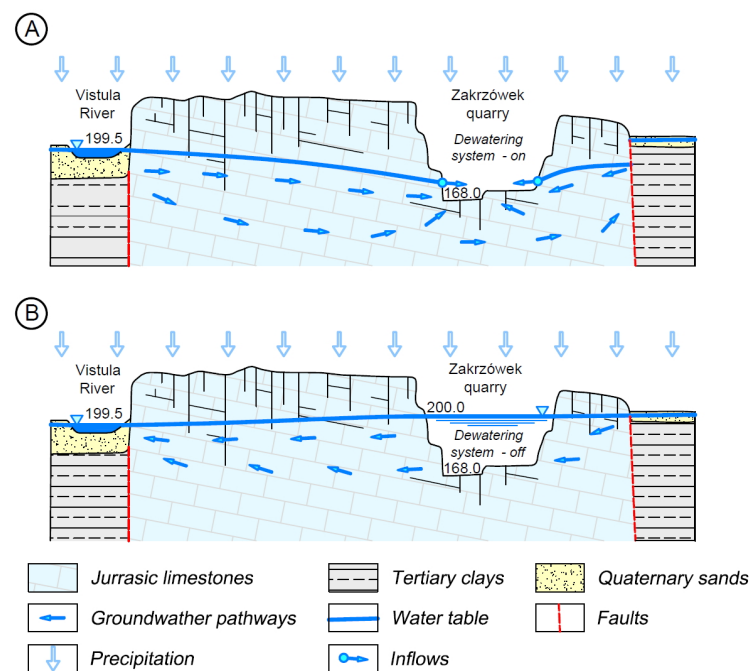 A
Vistula
River
199.5
Zakrzówek
quarry
Dewatering
system - on
168.0
B
Vistula
River
199.5
Zakrzówek
quarry
200.0
Dewatering
system - off
168.0
Jurrasic limestones
Tertiary clays
Quaternary sands
Groundwather pathways
Water table
Faults
Precipitation
Inflows